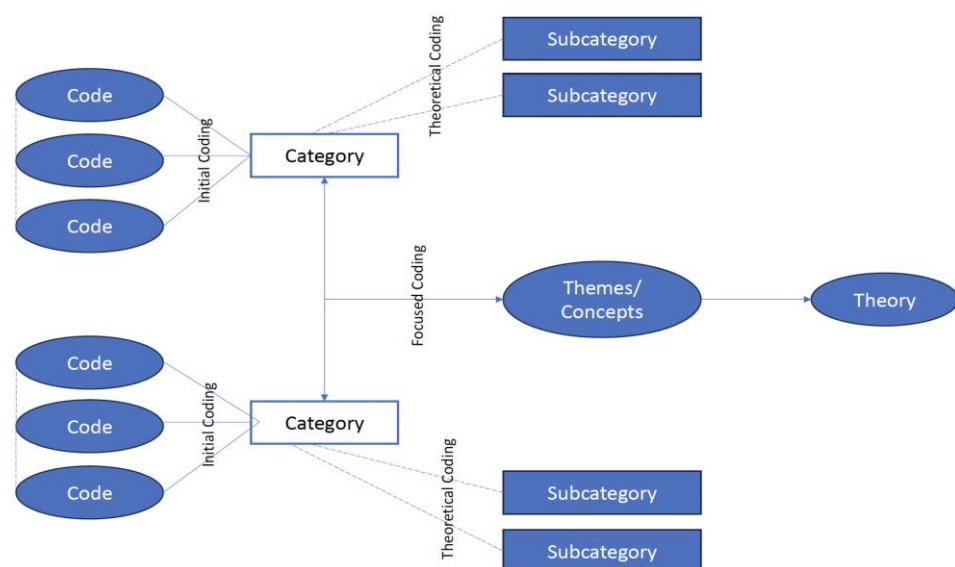 Code
Code
Code
Initial Coding
Category
Theoretical Coding
Subcategory
Subcategory
Focused Coding
Themes/
Concepts
Theory
Code
Code
Code
Initial Coding
Category
Theoretical Coding
Subcategory
Subcategory